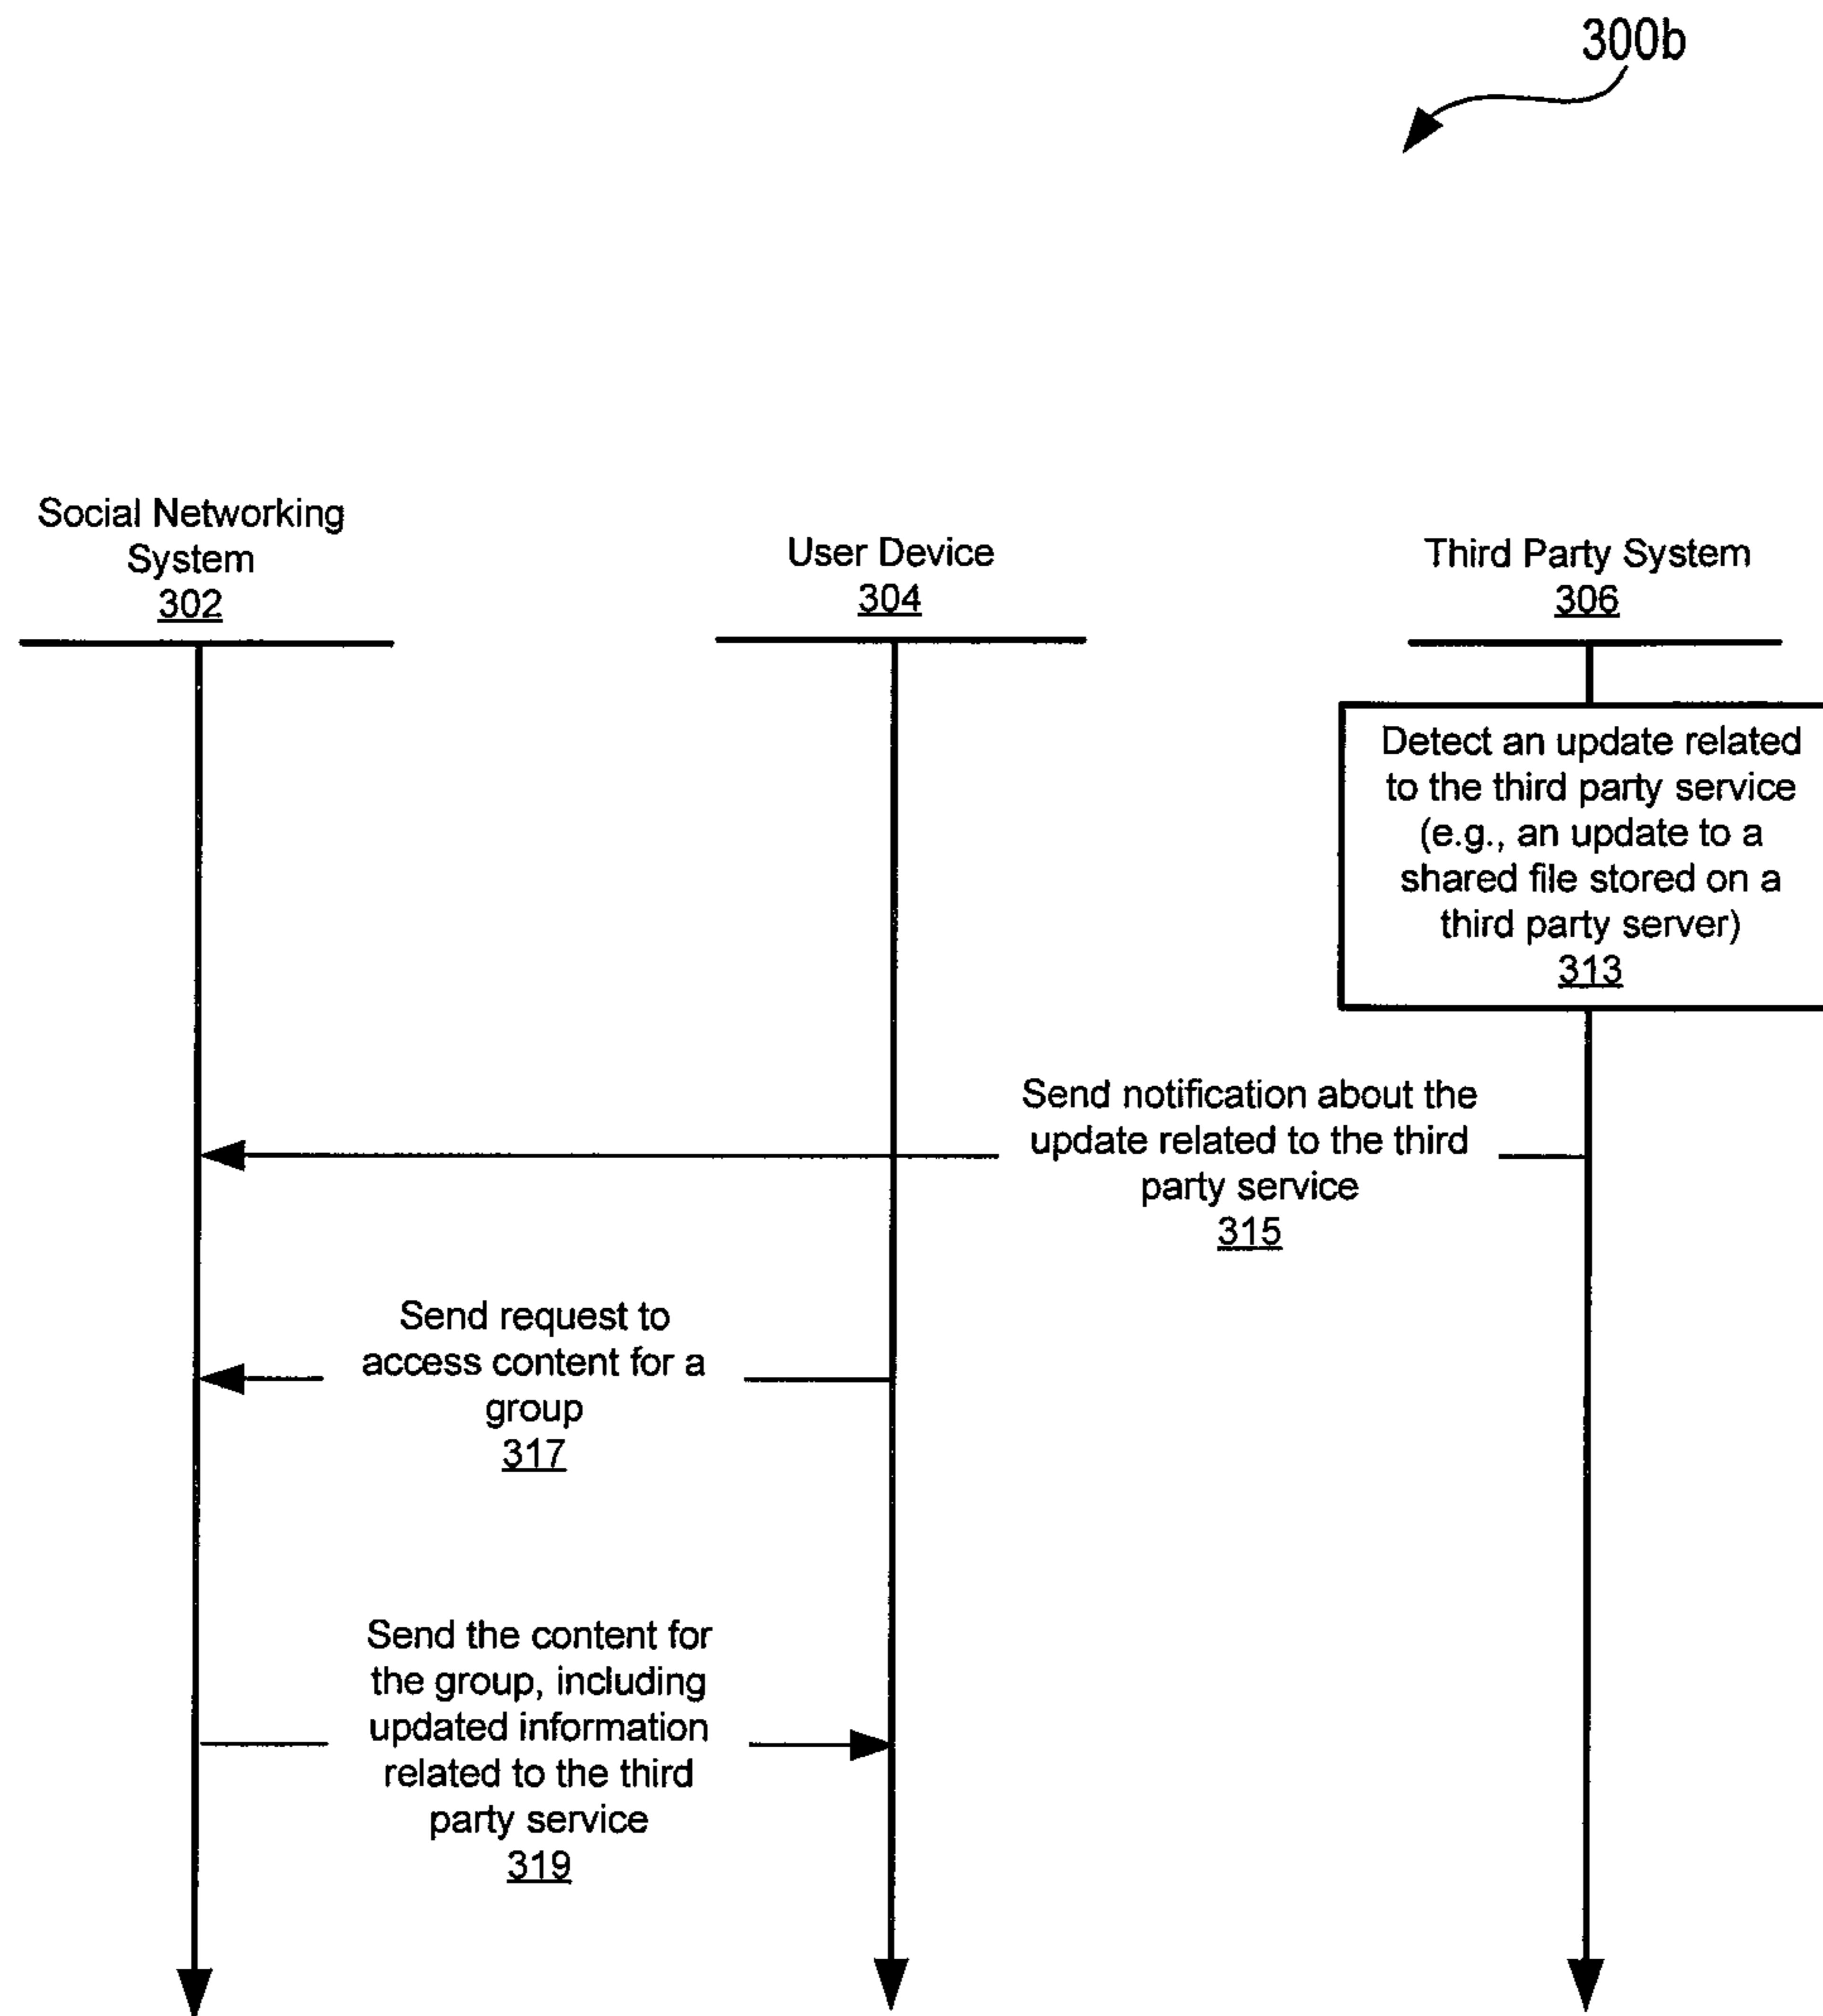 300b
Social Networking
System
302
User Device
304
Third Party System
306
Detect an update related
to the third party service
(e.g., an update to a
shared file stored on a
third party server)
313
Send notification about the
update related to the third
party service
315
Send request to
access content for a
group
317
Send the content for
the group, including
updated information
related to the third
party service
319